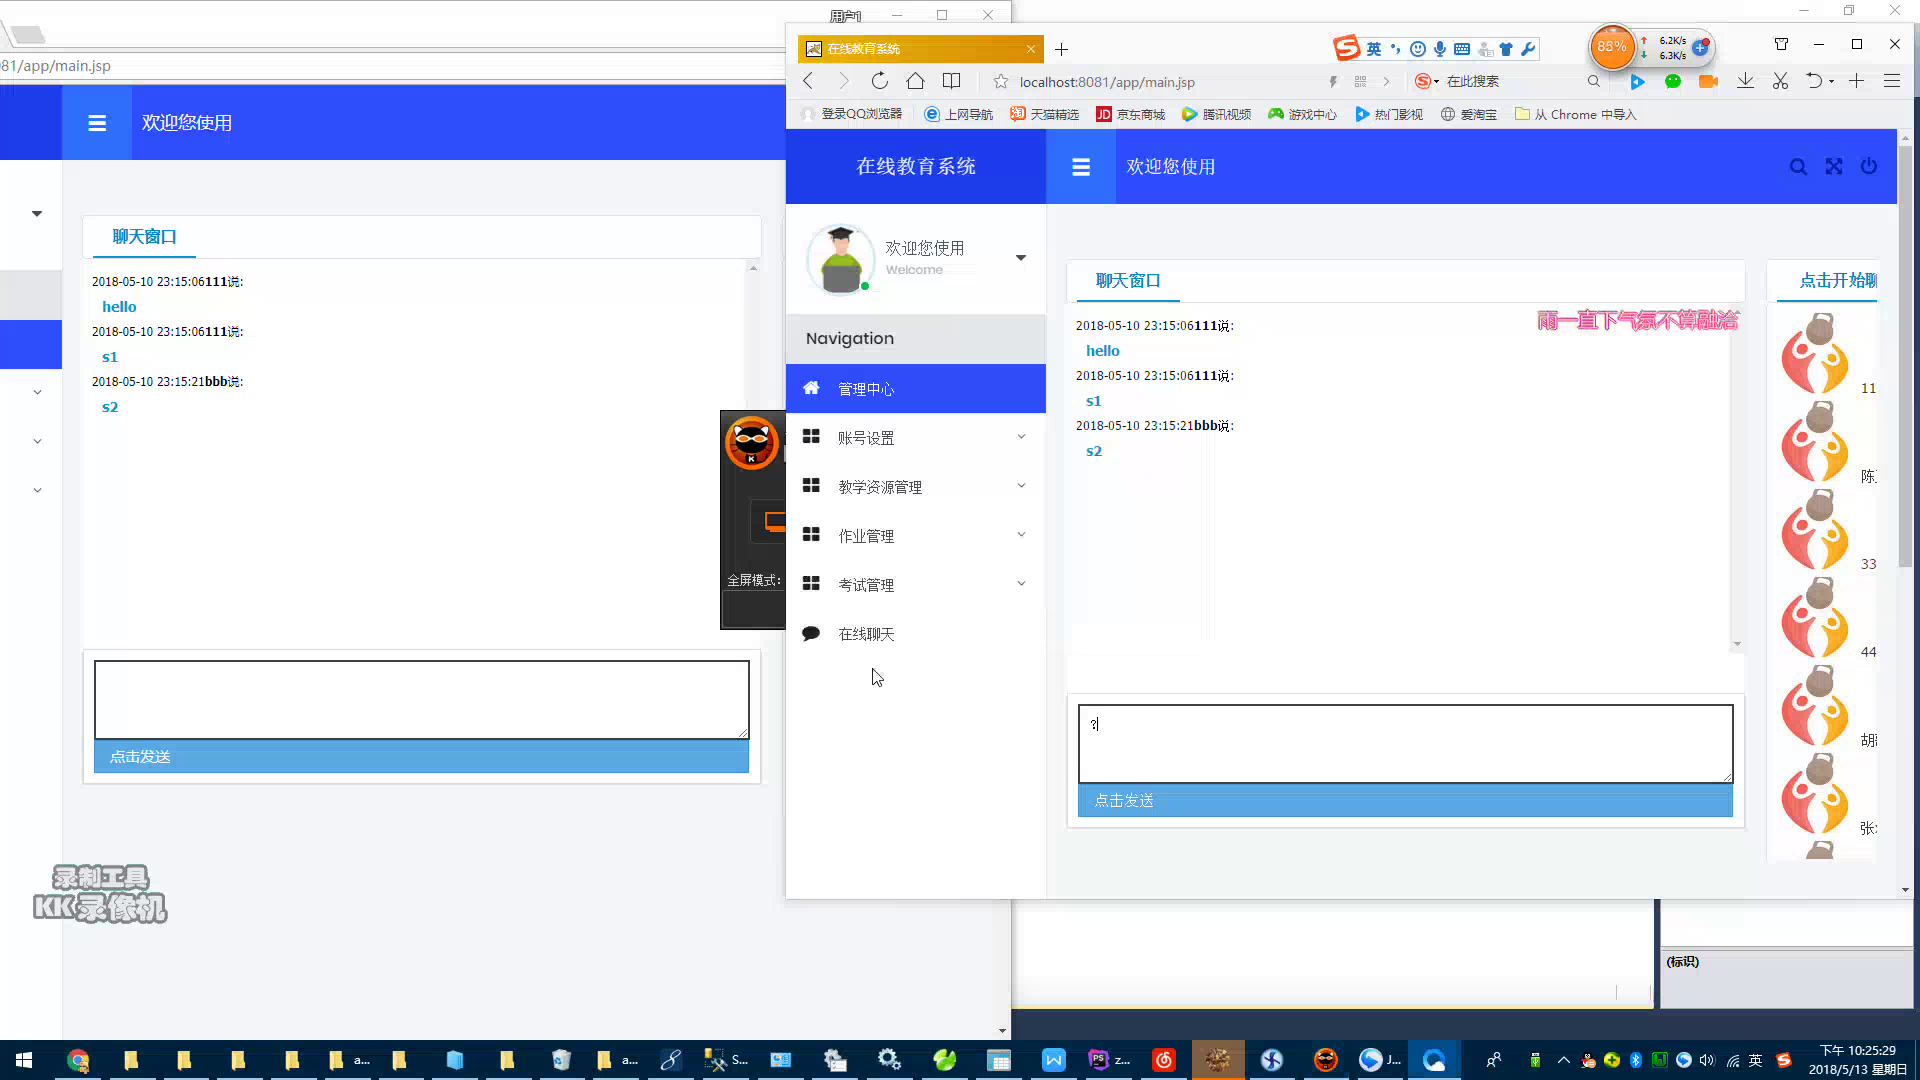 用户1
81/app/main.jsp
欢迎您使用
聊天窗口
2018-05-10 23:15:06111说:
hello
2018-05-10 23:15:06111说:
s1
2018-05-10 23:15:21bbb说:
s2
点击发送
录制工具
KK录像机
K
全屏模式:
在线教育系统
英
85%
6.2K/s
6.3K/s
localhost:8081/app/main.jsp
在此搜索
登录QQ浏览器
上网导航
淘
天猫精选
JD
京东商城
腾讯视频
游戏中心
热门影视
爱淘宝
从 Chrome 中导入
在线教育系统
欢迎您使用
欢迎您使用
Welcome
Navigation
管理中心
账号设置
教学资源管理
作业管理
考试管理
在线聊天
聊天窗口
雨一直下气氛不算融洽
2018-05-10 23:15:06111说:
hello
2018-05-10 23:15:06111说:
s1
2018-05-10 23:15:21bbb说:
s2
?
点击发送
点击开始聊
11
33
44
(标识)
a...
a...
S...
z...
J...
英
下午 10:25:29
2018/5/13 星期日